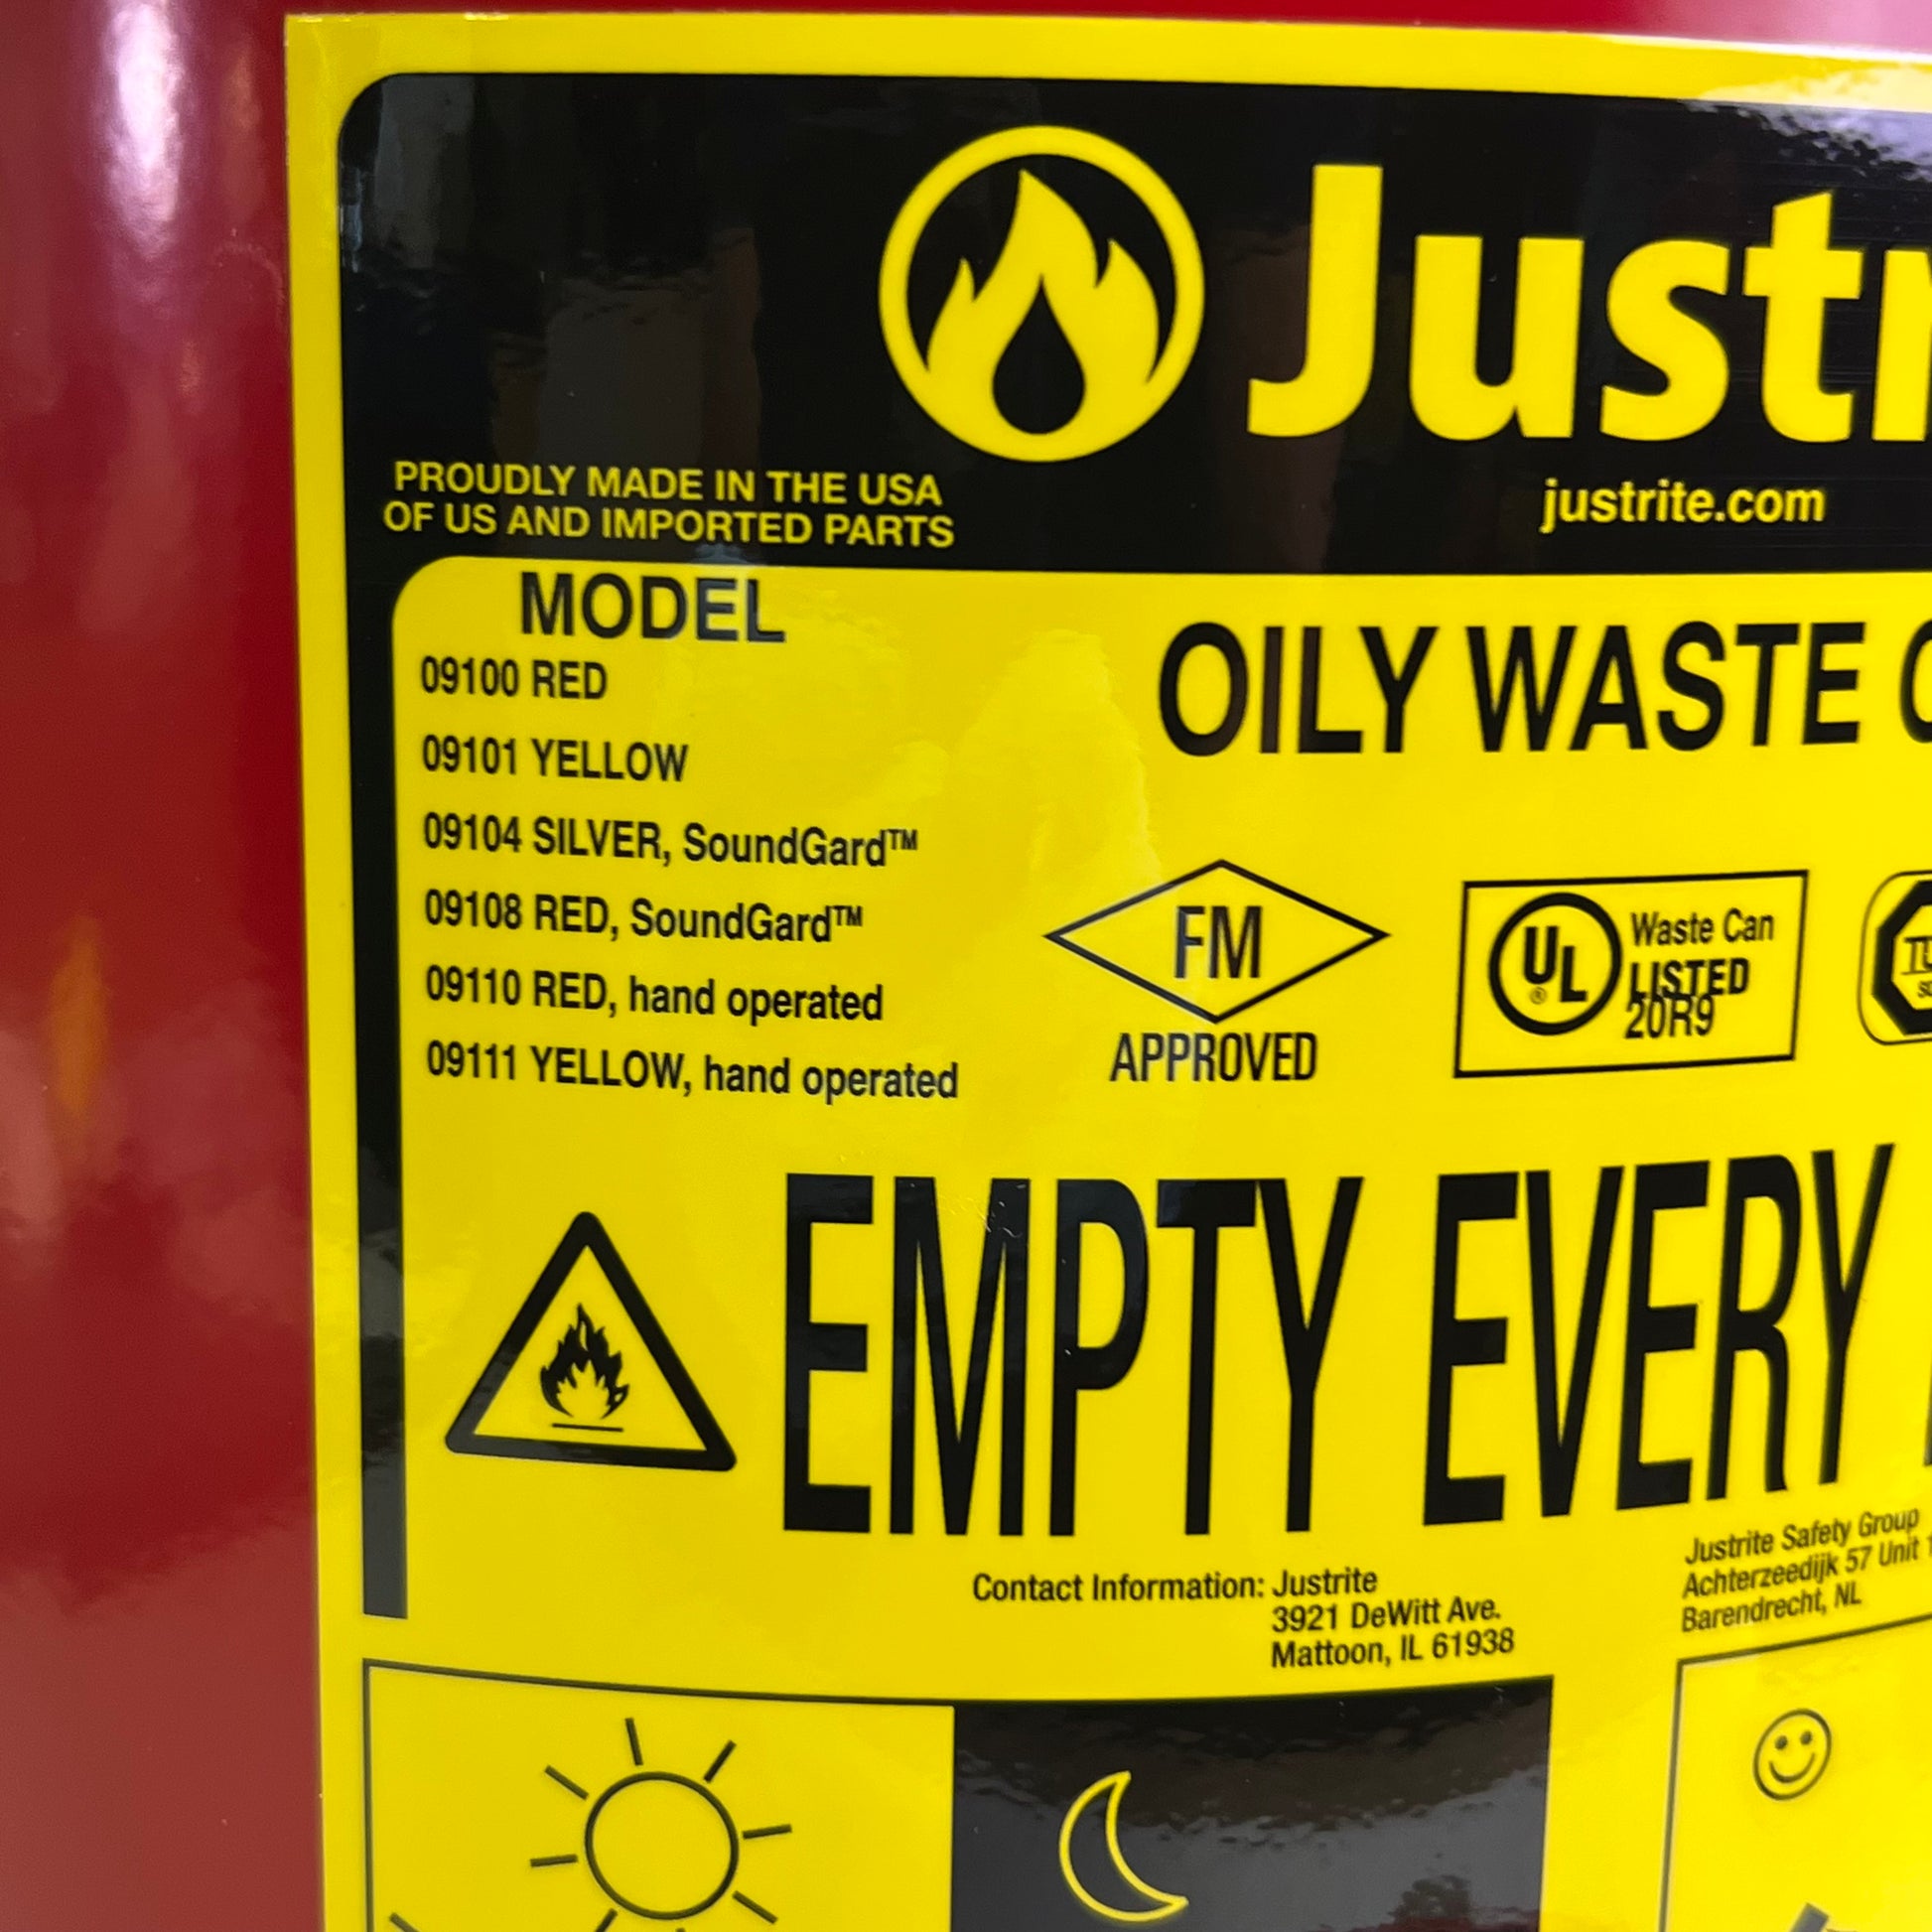 Just
justrite.com
PROUDLY MADE IN THE USA
OF US AND IMPORTED PARTS
MODEL
09100 RED
09101 YELLOW
09104 SILVER, SoundGard™
09108 RED, SoundGard™
09110 RED, hand operated
09111 YELLOW, hand operated
OILY WASTE
FM
APPROVED
UL ®
Waste Can
LISTED
20R9
EMPTY EVERY
Contact Information: Justrite
3921 DeWitt Ave.
Mattoon, IL 61938
Justrite Safety Group
Achterzeedijk 57 Unit 1
Barendrecht, NL